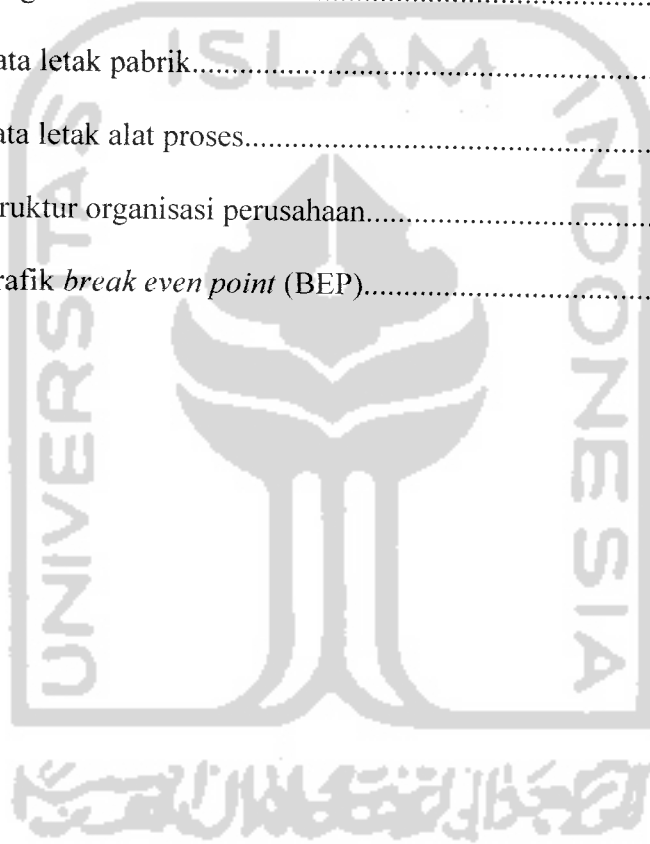 ata letak pabrik................................................................
ata letak alat proses........................................................
ruktur organisasi perusahaan.......................................
rafik break even point (BEP).......................................
UNIVERSITAS
ISLAM
INDONESIA